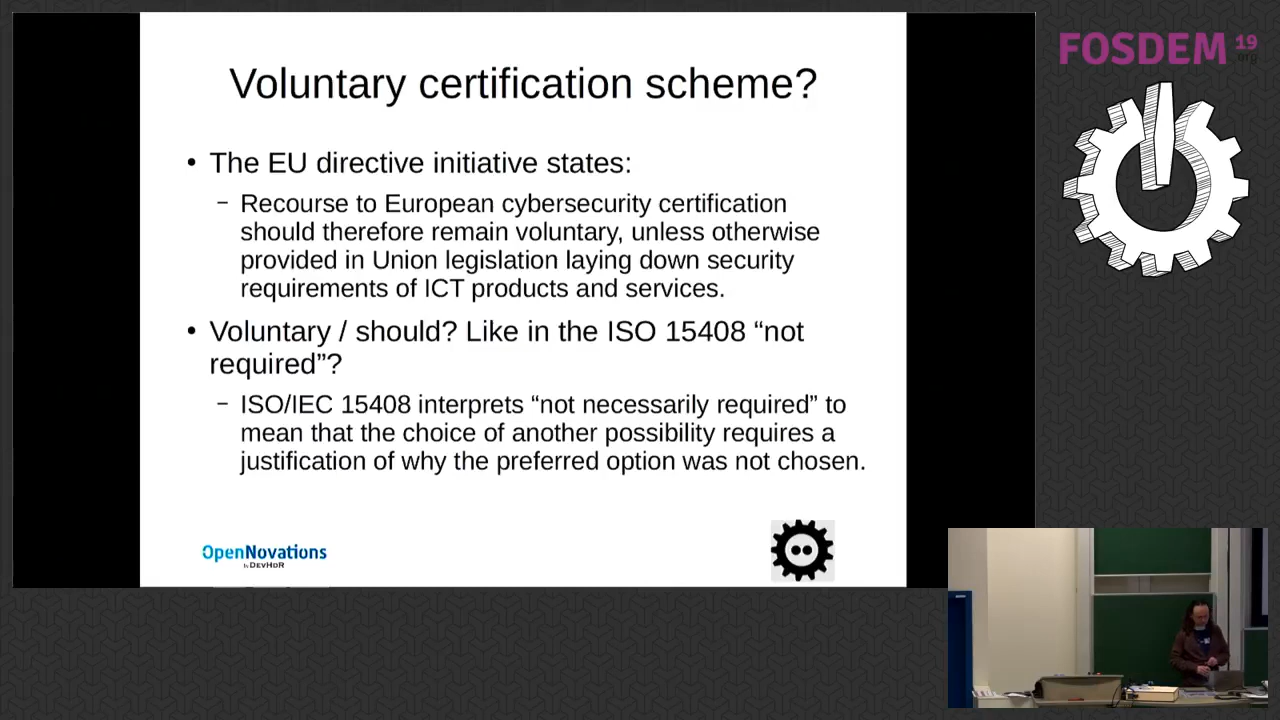 Voluntary certification scheme?
• The EU directive initiative states:
– Recourse to European cybersecurity certification
should therefore remain voluntary, unless otherwise
provided in Union legislation laying down security
requirements of ICT products and services.
• Voluntary / should? Like in the ISO 15408 “not
required”?
– ISO/IEC 15408 interprets “not necessarily required” to
mean that the choice of another possibility requires a
justification of why the preferred option was not chosen.
OpenNovations
by DEVHDR
FOSDEM 19
.org